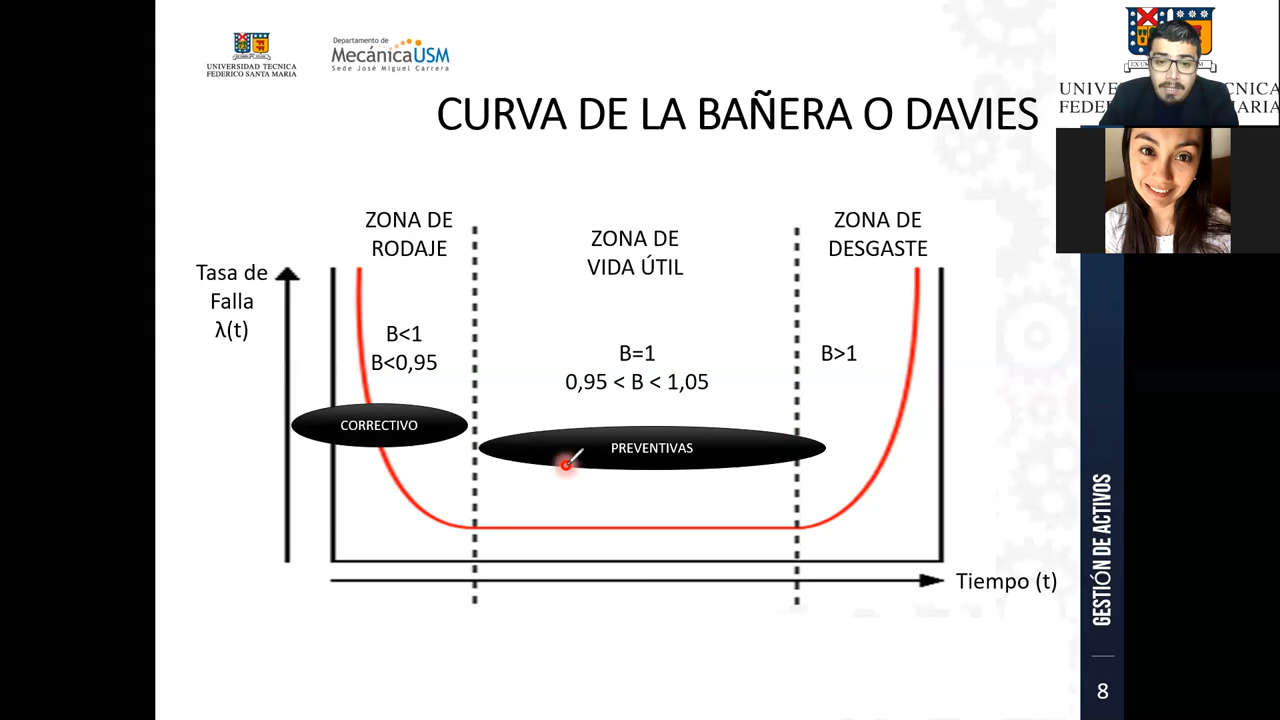 UNIVERSIDAD TECNICA
FEDERICO SANTA MARIA
Departamento de
MecánicaUSM
Sede José Miguel Carrera
CURVA DE LA BAÑERA O DAVIES
ZONA DE
RODAJE
ZONA DE
VIDA ÚTIL
ZONA DE
DESGASTE
Tasa de
Falla
λ(t)
B<1
B<0,95
B=1
0,95 < B < 1,05
B>1
CORRECTIVO
PREVENTIVAS
Tiempo (t)
GESTIÓN DE ACTIVOS
8